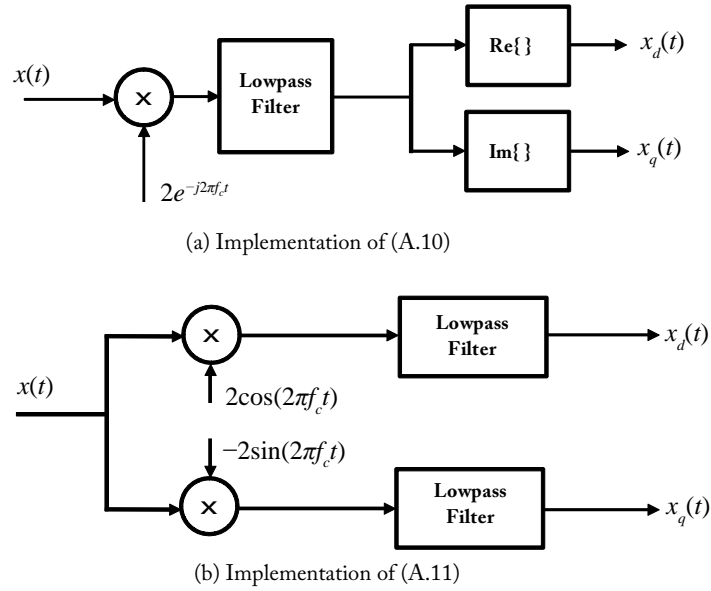 x(t)
×
2e^{-j2πf_c t}
Lowpass
Filter
Re{ }
x_d(t)
Im{ }
x_q(t)
(a) Implementation of (A.10)
x(t)
×
2cos(2πf_c t)
Lowpass
Filter
x_d(t)
−2sin(2πf_c t)
×
Lowpass
Filter
x_q(t)
(b) Implementation of (A.11)